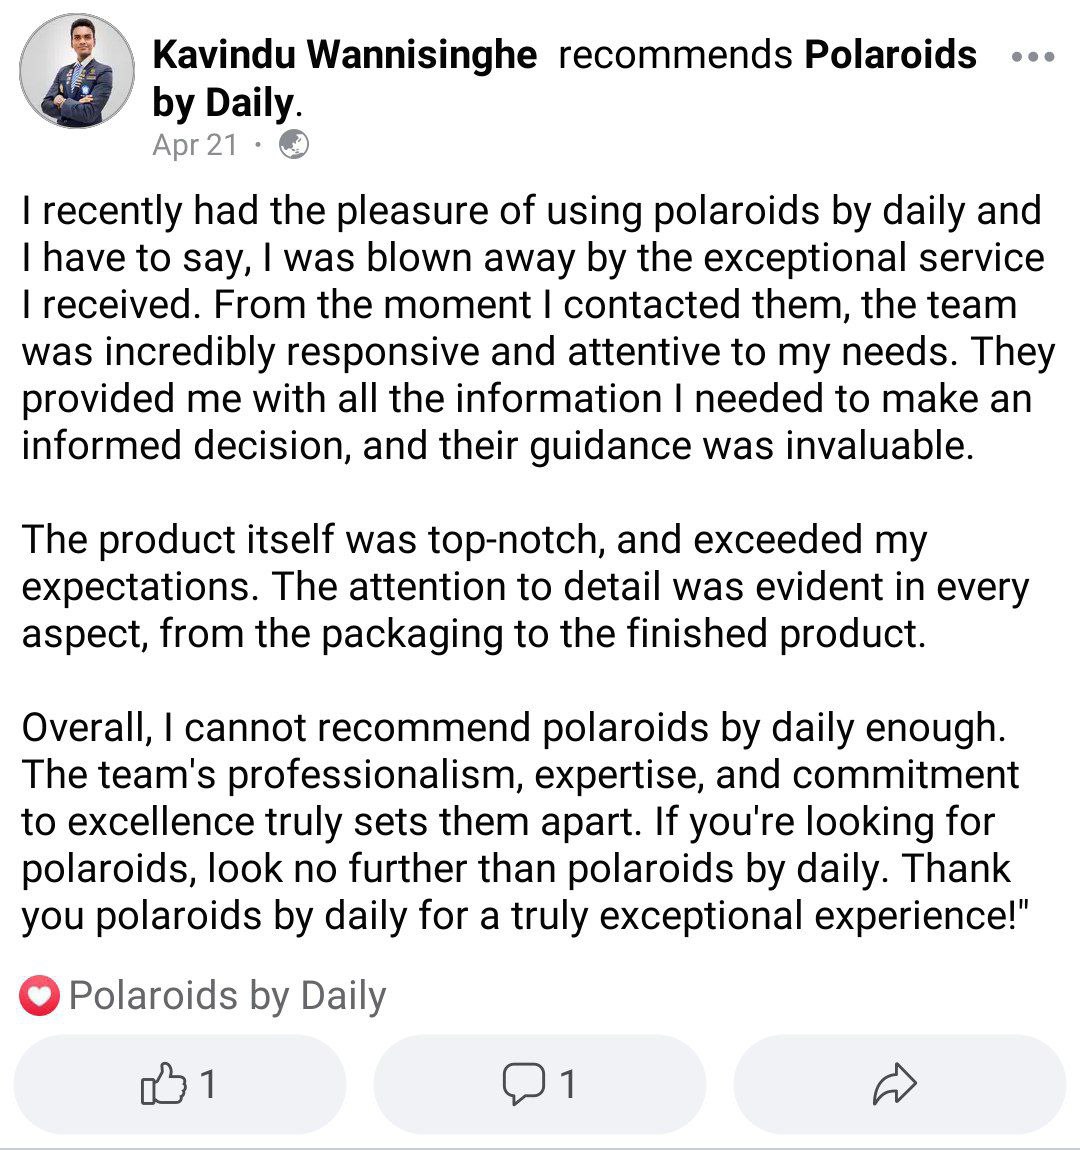 Kavindu Wannisinghe recommends Polaroids
by Daily.
Apr 21 ·
I recently had the pleasure of using polaroids by daily and
I have to say, I was blown away by the exceptional service
I received. From the moment I contacted them, the team
was incredibly responsive and attentive to my needs. They
provided me with all the information I needed to make an
informed decision, and their guidance was invaluable.
The product itself was top-notch, and exceeded my
expectations. The attention to detail was evident in every
aspect, from the packaging to the finished product.
Overall, I cannot recommend polaroids by daily enough.
The team's professionalism, expertise, and commitment
to excellence truly sets them apart. If you're looking for
polaroids, look no further than polaroids by daily. Thank
you polaroids by daily for a truly exceptional experience!"
Polaroids by Daily
1
1